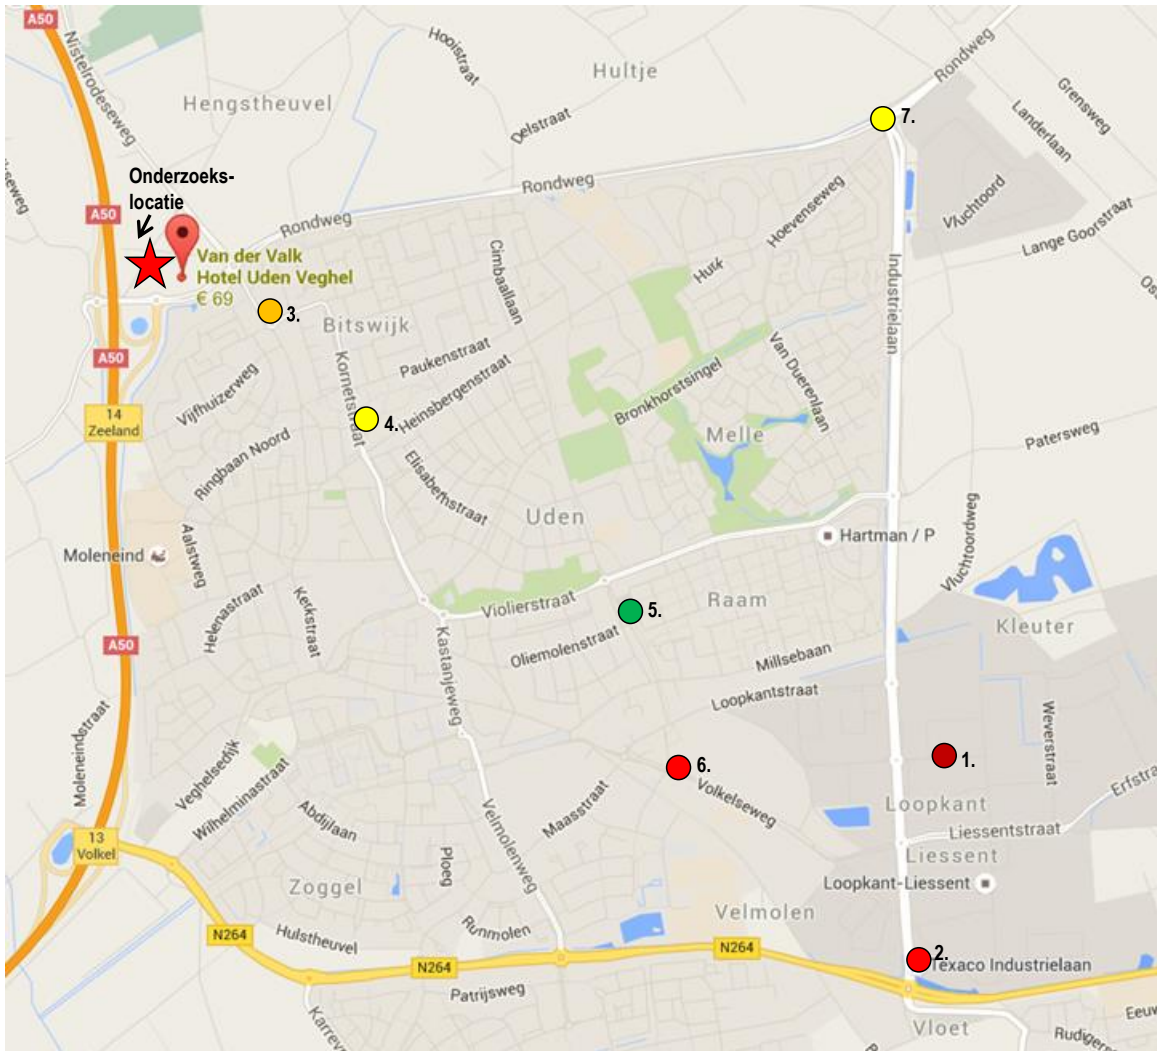 A50
Nistelrodeseweg
Hooistraat
Hultje
Rondweg
Hengstheuvel
Delstraat
7.
Grensweg
Landerlaan
Onderzoeks-
locatie
Rondweg
Hoevenseweg
Vluchtoord
A50
Rondweg
Lange Goorstraat
Van der Valk
Hotel Uden Veghel
€ 69
Cimbaallaan
Hurk
Industrielaan
3.
Bitswijk
A50
Paukenstraat
Kornetstraat
Heinsbergenstraat
Vijfhuizerweg
Bronkhorstsingel
Van Duerenlaan
14
Zeeland
4.
Melle
Patersweg
Ringbaan Noord
Elisabethstraat
Uden
Vluchtoordweg
Moleneind
Aalstweg
Hartman / P
Helenastraat
Kerkstraat
Violierstraat
5.
Raam
Kleuter
A50
Oliemolenstraat
Millsebaan
Kastanjeweg
Loopkantstraat
Moleneindstraat
Weverstraat
Veghelsedijk
6.
1.
Volkelseweg
Wilhelminastraat
Maasstraat
Loopkant
Abdijlaan
Velmolenweg
Liessentstraat
13
Volkel
Liessent
Ploeg
Zoggel
Loopkant-Liessent
Velmolen
N264
Hulstheuvel
Runmolen
N264
2.
N264
Texaco Industrielaan
Patrijsweg
Vloet